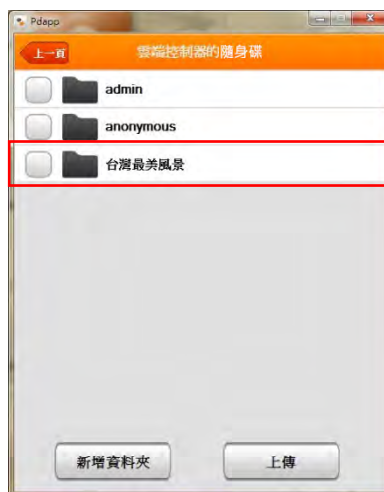 Pdapp
上一頁
雲端控制器的隨身碟
admin
anonymous
台灣最美風景
新增資料夾
上傳